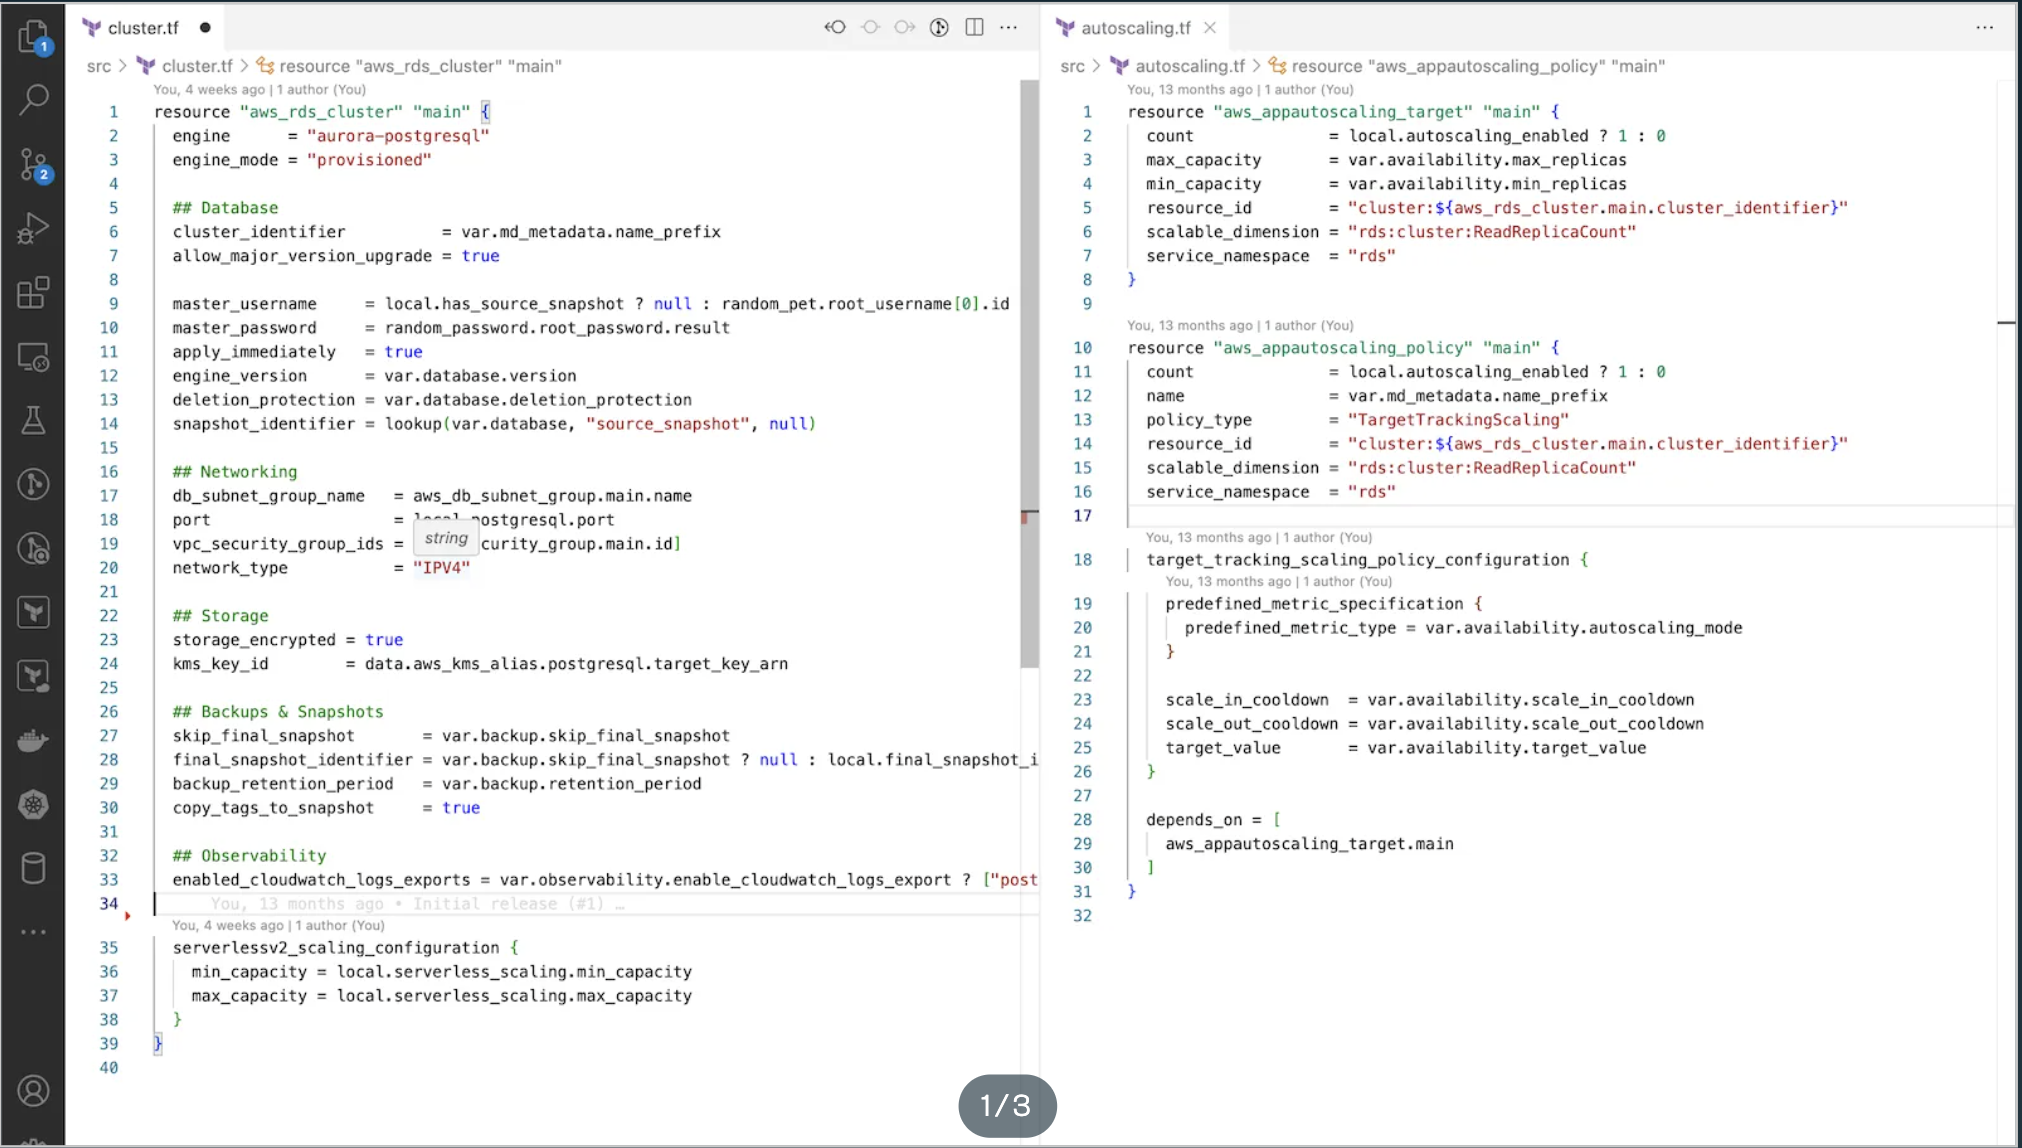 1
2
cluster.tf
src > cluster.tf > resource "aws_rds_cluster" "main"
You, 4 weeks ago | 1 author (You)
1 resource "aws_rds_cluster" "main" {
2 engine = "aurora-postgresql"
3 engine_mode = "provisioned"
4
5 ## Database
6 cluster_identifier = var.md_metadata.name_prefix
7 allow_major_version_upgrade = true
8
9 master_username = local.has_source_snapshot ? null : random_pet.root_username[0].id
10 master_password = random_password.root_password.result
11 apply_immediately = true
12 engine_version = var.database.version
13 deletion_protection = var.database.deletion_protection
14 snapshot_identifier = lookup(var.database, "source_snapshot", null)
15
16 ## Networking
17 db_subnet_group_name = aws_db_subnet_group.main.name
18 port = local.postgresql.port
string
19 vpc_security_group_ids = curity_group.main.id]
20 network_type = "IPV4"
21
22 ## Storage
23 storage_encrypted = true
24 kms_key_id = data.aws_kms_alias.postgresql.target_key_arn
25
26 ## Backups & Snapshots
27 skip_final_snapshot = var.backup.skip_final_snapshot
28 final_snapshot_identifier = var.backup.skip_final_snapshot ? null : local.final_snapshot_i
29 backup_retention_period = var.backup.retention_period
30 copy_tags_to_snapshot = true
31
32 ## Observability
33 enabled_cloudwatch_logs_exports = var.observability.enable_cloudwatch_logs_export ? ["post
34 You, 13 months ago • Initial release (#1) …
You, 4 weeks ago | 1 author (You)
35 serverlessv2_scaling_configuration {
36 min_capacity = local.serverless_scaling.min_capacity
37 max_capacity = local.serverless_scaling.max_capacity
38 }
39 }
40
autoscaling.tf
src > autoscaling.tf > resource "aws_appautoscaling_policy" "main"
You, 13 months ago | 1 author (You)
1 resource "aws_appautoscaling_target" "main" {
2 count = local.autoscaling_enabled ? 1 : 0
3 max_capacity = var.availability.max_replicas
4 min_capacity = var.availability.min_replicas
5 resource_id = "cluster:${aws_rds_cluster.main.cluster_identifier}"
6 scalable_dimension = "rds:cluster:ReadReplicaCount"
7 service_namespace = "rds"
8 }
9
You, 13 months ago | 1 author (You)
10 resource "aws_appautoscaling_policy" "main" {
11 count = local.autoscaling_enabled ? 1 : 0
12 name = var.md_metadata.name_prefix
13 policy_type = "TargetTrackingScaling"
14 resource_id = "cluster:${aws_rds_cluster.main.cluster_identifier}"
15 scalable_dimension = "rds:cluster:ReadReplicaCount"
16 service_namespace = "rds"
17
You, 13 months ago | 1 author (You)
18 target_tracking_scaling_policy_configuration {
You, 13 months ago | 1 author (You)
19 predefined_metric_specification {
20 predefined_metric_type = var.availability.autoscaling_mode
21 }
22
23 scale_in_cooldown = var.availability.scale_in_cooldown
24 scale_out_cooldown = var.availability.scale_out_cooldown
25 target_value = var.availability.target_value
26 }
27
28 depends_on = [
29 aws_appautoscaling_target.main
30 ]
31 }
32
1/3